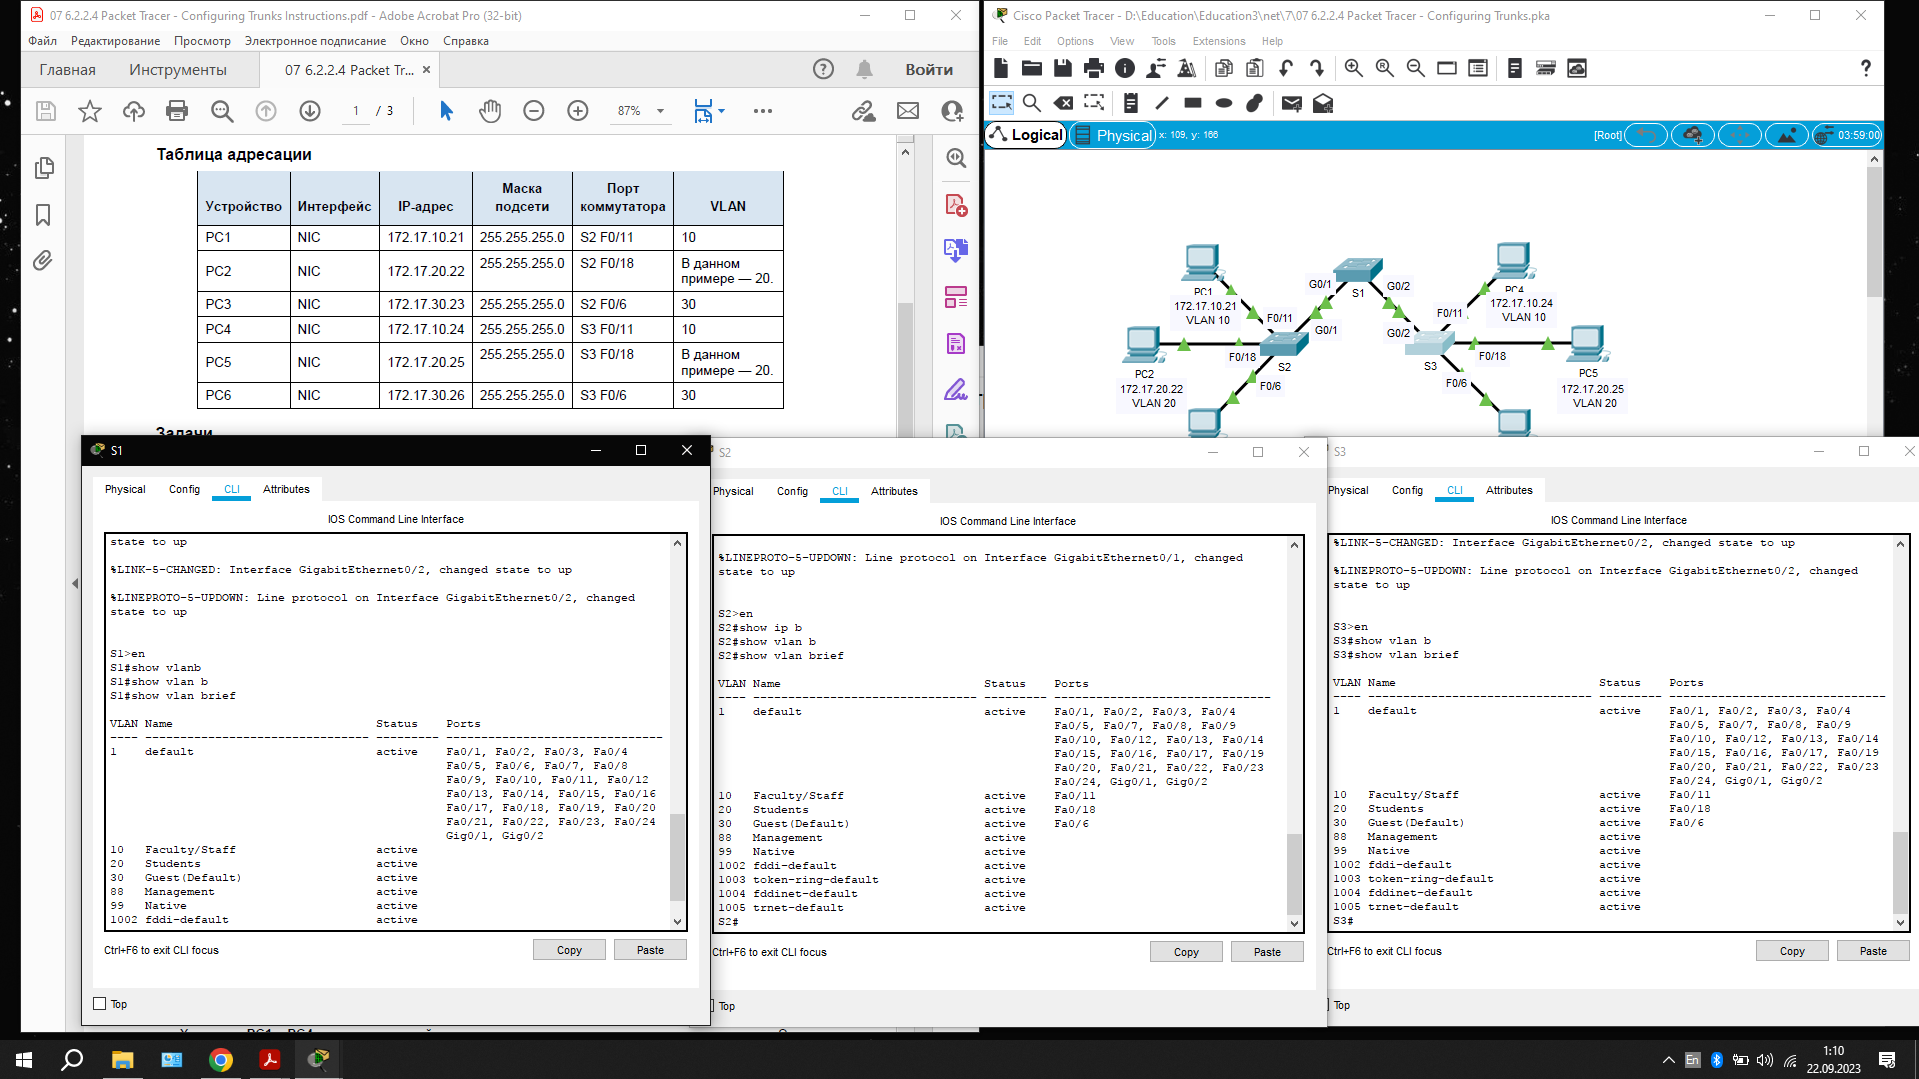 07 6.2.2.4 Packet Tracer - Configuring Trunks Instructions.pdf - Adobe Acrobat Pro (32-bit)
Файл Редактирование Просмотр Электронное подписание Окно Справка
Главная Инструменты 07 6.2.2.4 Packet Tr... × Войти
1 / 3 87%
Таблица адресации
Устройство Интерфейс IP-адрес Маска подсети Порт коммутатора VLAN
PC1 NIC 172.17.10.21 255.255.255.0 S2 F0/11 10
PC2 NIC 172.17.20.22 255.255.255.0 S2 F0/18 В данном примере — 20.
PC3 NIC 172.17.30.23 255.255.255.0 S2 F0/6 30
PC4 NIC 172.17.10.24 255.255.255.0 S3 F0/11 10
PC5 NIC 172.17.20.25 255.255.255.0 S3 F0/18 В данном примере — 20.
PC6 NIC 172.17.30.26 255.255.255.0 S3 F0/6 30
Задачи
Cisco Packet Tracer - D:\Education\Education3\net\7\07 6.2.2.4 Packet Tracer - Configuring Trunks.pka
File Edit Options View Tools Extensions Help
Logical Physical x: 109, y: 166 [Root] 03:59:00
PC1
172.17.10.21
VLAN 10
F0/11
G0/1
S1
G0/2
PC4
172.17.10.24
VLAN 10
F0/11
G0/1
G0/2
PC2
172.17.20.22
VLAN 20
F0/18
S2
F0/6
S3
F0/6
F0/18
PC5
172.17.20.25
VLAN 20
S1
Physical Config CLI Attributes
IOS Command Line Interface
state to up
%LINK-5-CHANGED: Interface GigabitEthernet0/2, changed state to up
%LINEPROTO-5-UPDOWN: Line protocol on Interface GigabitEthernet0/2, changed
state to up
S1>en
S1#show vlanb
S1#show vlan b
S1#show vlan brief
VLAN Name Status Ports
---- -------------------------------- --------- -------------------------------
1 default active Fa0/1, Fa0/2, Fa0/3, Fa0/4
Fa0/5, Fa0/6, Fa0/7, Fa0/8
Fa0/9, Fa0/10, Fa0/11, Fa0/12
Fa0/13, Fa0/14, Fa0/15, Fa0/16
Fa0/17, Fa0/18, Fa0/19, Fa0/20
Fa0/21, Fa0/22, Fa0/23, Fa0/24
Gig0/1, Gig0/2
10 Faculty/Staff active
20 Students active
30 Guest(Default) active
88 Management active
99 Native active
1002 fddi-default active
Ctrl+F6 to exit CLI focus
Copy Paste
Top
S2
Physical Config CLI Attributes
IOS Command Line Interface
%LINEPROTO-5-UPDOWN: Line protocol on Interface GigabitEthernet0/1, changed
state to up
S2>en
S2#show ip b
S2#show vlan b
S2#show vlan brief
VLAN Name Status Ports
---- -------------------------------- --------- -------------------------------
1 default active Fa0/1, Fa0/2, Fa0/3, Fa0/4
Fa0/5, Fa0/7, Fa0/8, Fa0/9
Fa0/10, Fa0/12, Fa0/13, Fa0/14
Fa0/15, Fa0/16, Fa0/17, Fa0/19
Fa0/20, Fa0/21, Fa0/22, Fa0/23
Fa0/24, Gig0/1, Gig0/2
10 Faculty/Staff active Fa0/11
20 Students active Fa0/18
30 Guest(Default) active Fa0/6
88 Management active
99 Native active
1002 fddi-default active
1003 token-ring-default active
1004 fddinet-default active
1005 trnet-default active
S2#
Ctrl+F6 to exit CLI focus
Copy Paste
Top
S3
Physical Config CLI Attributes
IOS Command Line Interface
%LINK-5-CHANGED: Interface GigabitEthernet0/2, changed state to up
%LINEPROTO-5-UPDOWN: Line protocol on Interface GigabitEthernet0/2, changed
state to up
S3>en
S3#show vlan b
S3#show vlan brief
VLAN Name Status Ports
---- -------------------------------- --------- -------------------------------
1 default active Fa0/1, Fa0/2, Fa0/3, Fa0/4
Fa0/5, Fa0/7, Fa0/8, Fa0/9
Fa0/10, Fa0/12, Fa0/13, Fa0/14
Fa0/15, Fa0/16, Fa0/17, Fa0/19
Fa0/20, Fa0/21, Fa0/22, Fa0/23
Fa0/24, Gig0/1, Gig0/2
10 Faculty/Staff active Fa0/11
20 Students active Fa0/18
30 Guest(Default) active Fa0/6
88 Management active
99 Native active
1002 fddi-default active
1003 token-ring-default active
1004 fddinet-default active
1005 trnet-default active
S3#
Ctrl+F6 to exit CLI focus
Copy Paste
Top
En
1:10
22.09.2023